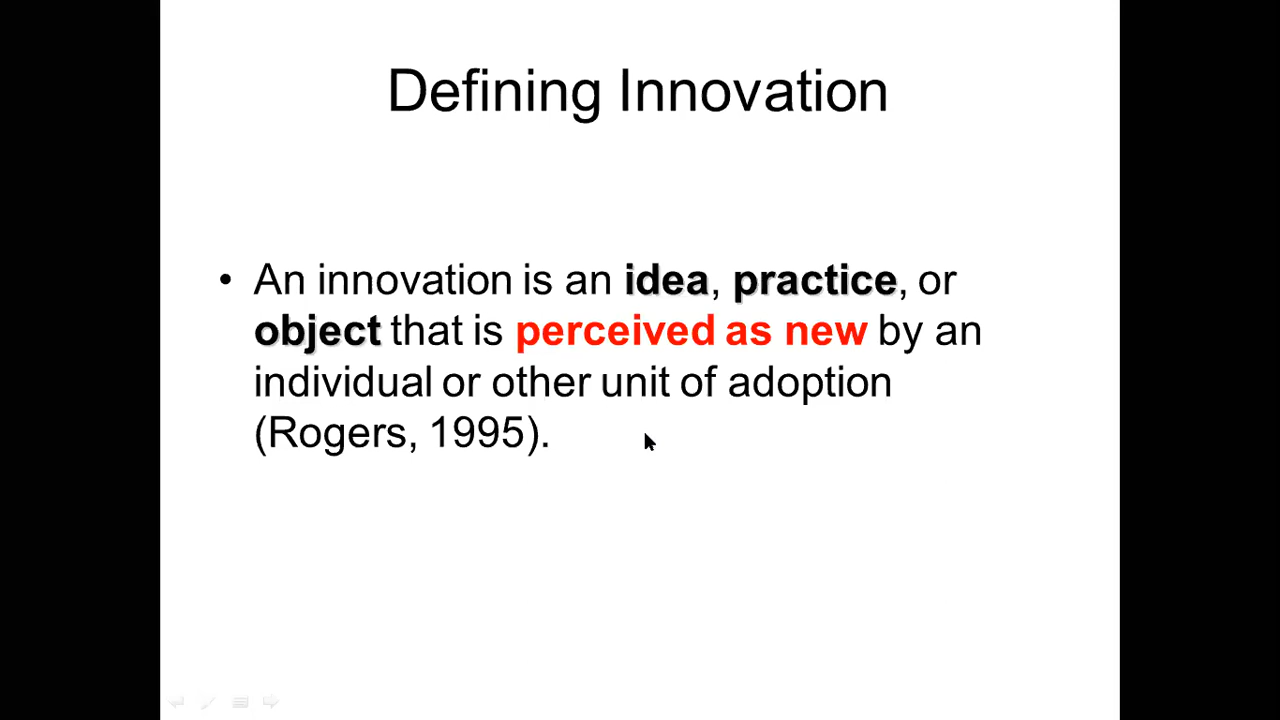 Defining Innovation
• An innovation is an idea, practice, or
object that is perceived as new by an
individual or other unit of adoption
(Rogers, 1995).